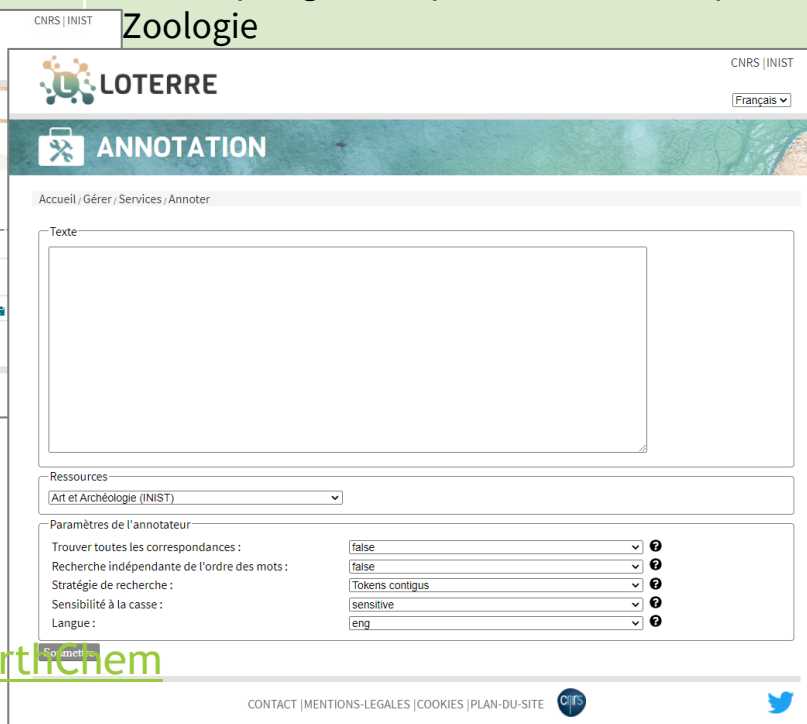 CNRS | INIST
Zoologie
LOTERRE
CNRS | INIST
Français
ANNOTATION
Accueil / Gérer / Services / Annoter
Texte
Ressources
Art et Archéologie (INIST)
Paramètres de l'annotateur
Trouver toutes les correspondances : false
Recherche indépendante de l'ordre des mots : false
Stratégie de recherche : Tokens contigus
Sensibilité à la casse : sensitive
Langue : eng
Soumettre
rthChem
CONTACT | MENTIONS-LEGALES | COOKIES | PLAN-DU-SITE cnrs